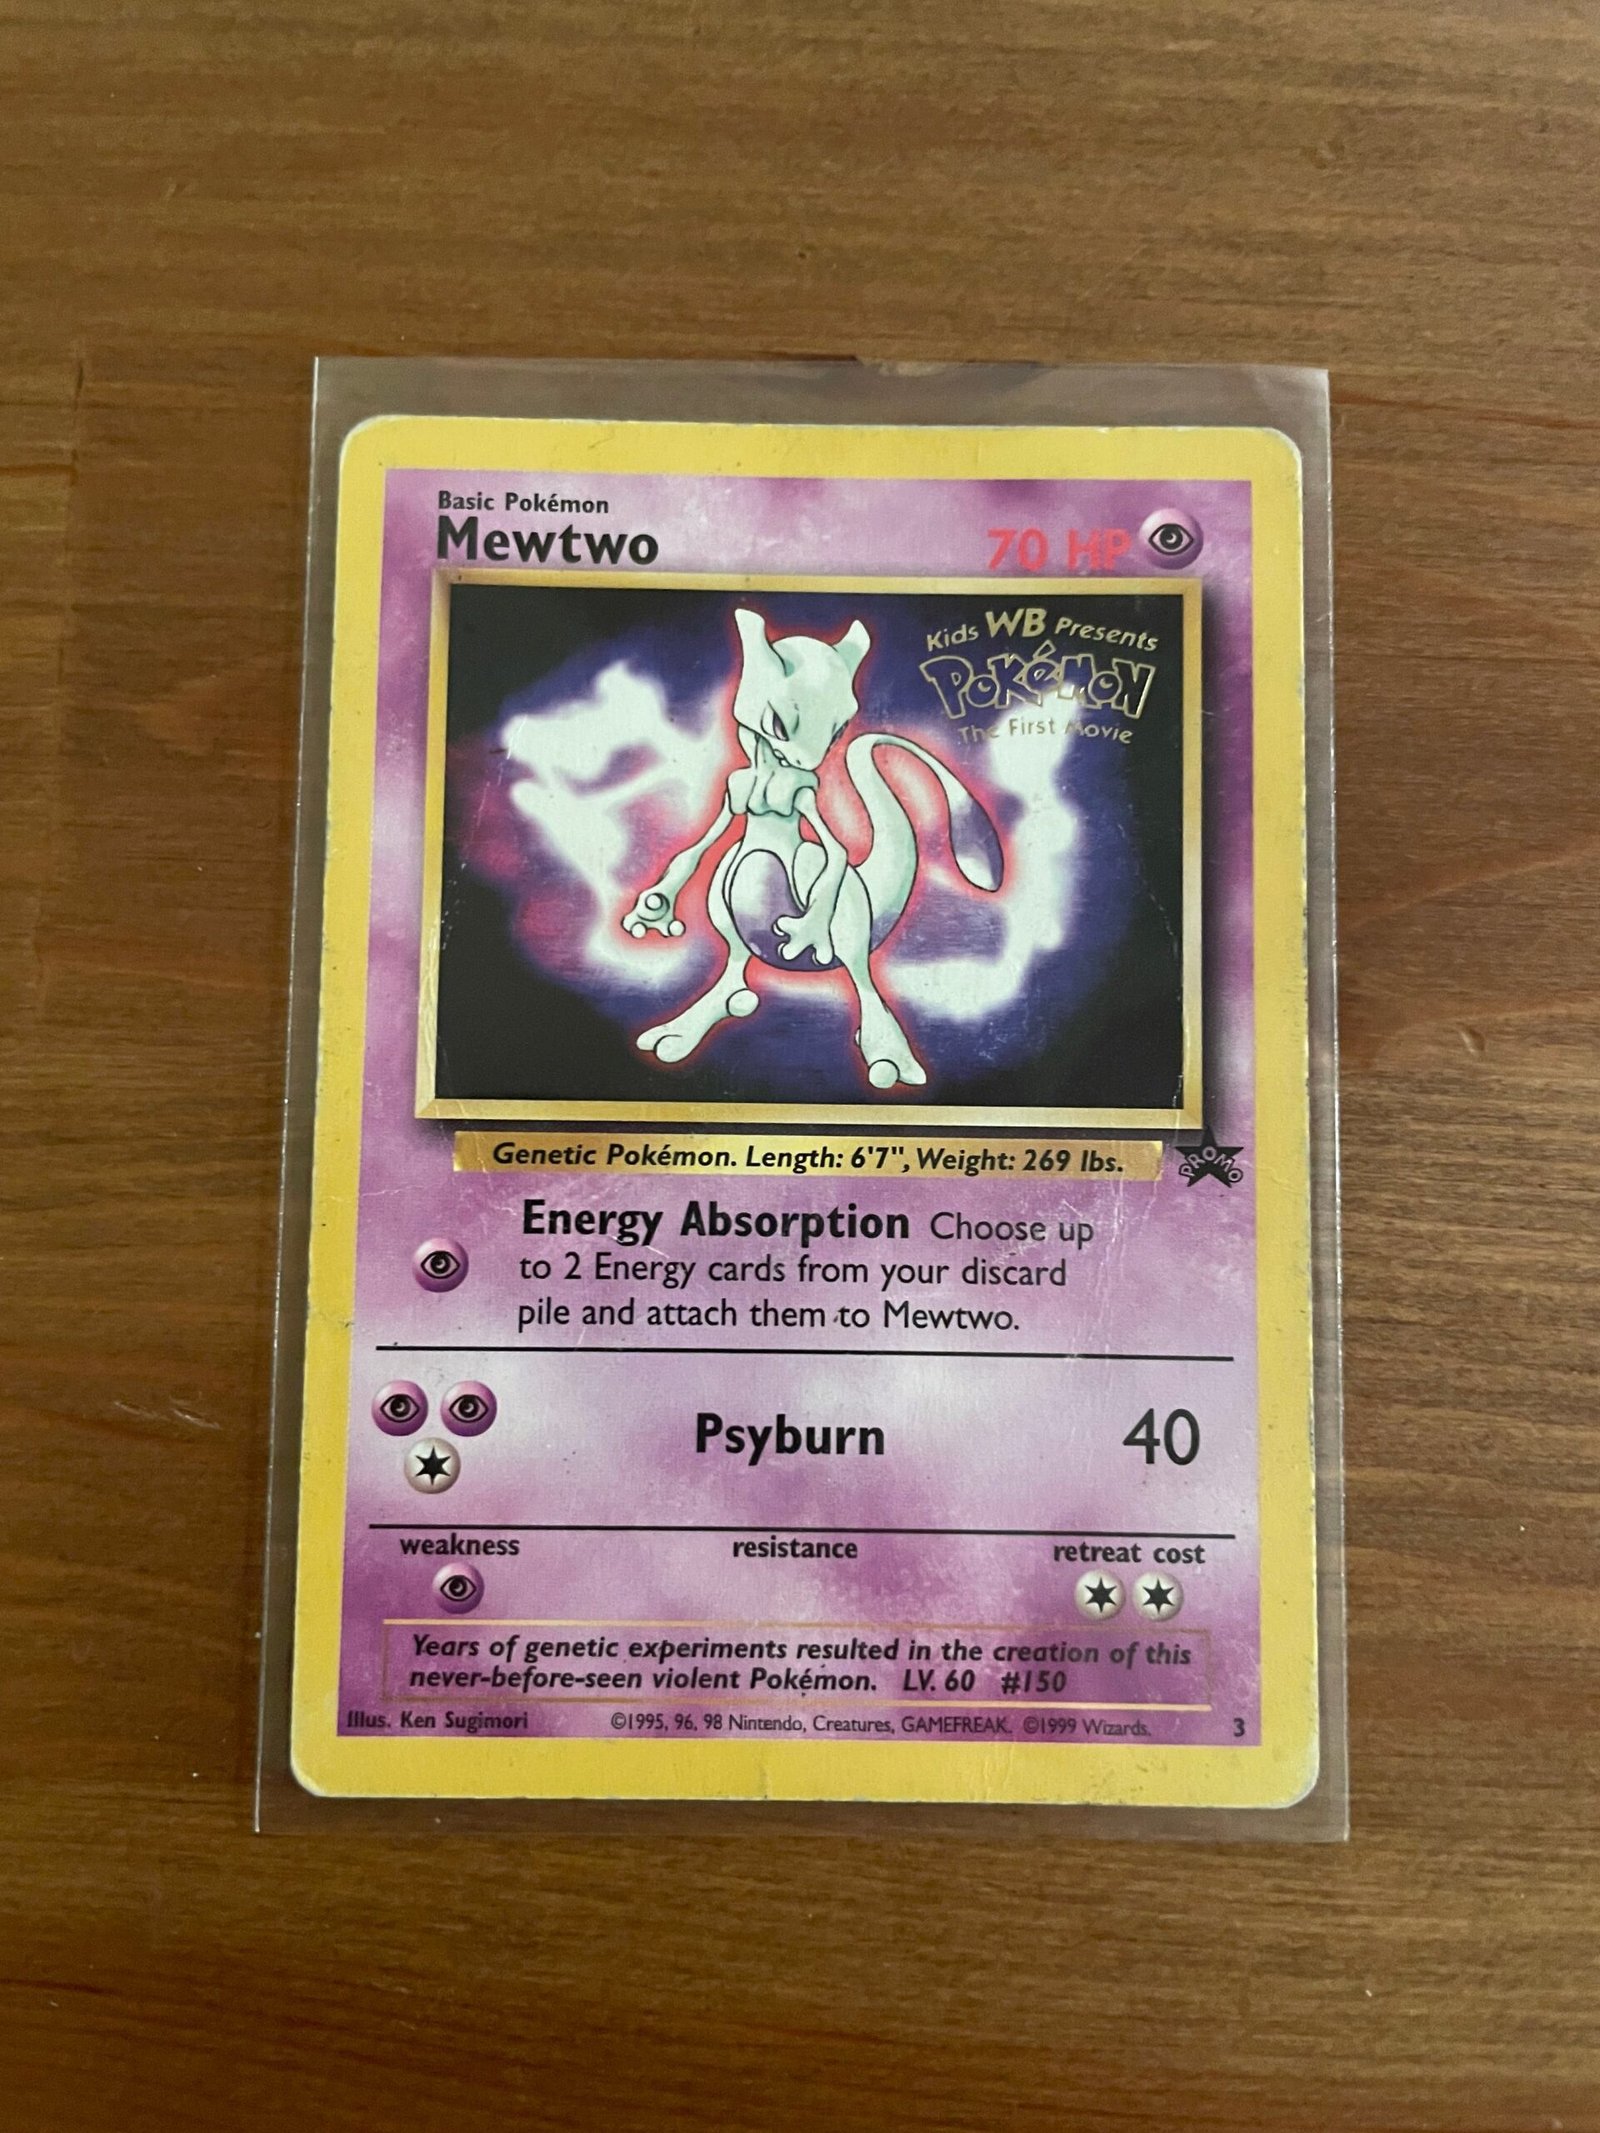 Basic Pokémon
Mewtwo
70 HP
Kids WB Presents
POKéMON
The First Movie
Genetic Pokémon. Length: 6'7", Weight: 269 lbs.
PROMO
Energy Absorption Choose up
to 2 Energy cards from your discard
pile and attach them to Mewtwo.
Psyburn 40
weakness resistance retreat cost
Years of genetic experiments resulted in the creation of this
never-before-seen violent Pokémon. LV. 60 #150
Illus. Ken Sugimori ©1995, 96, 98 Nintendo, Creatures, GAMEFREAK. ©1999 Wizards. 3